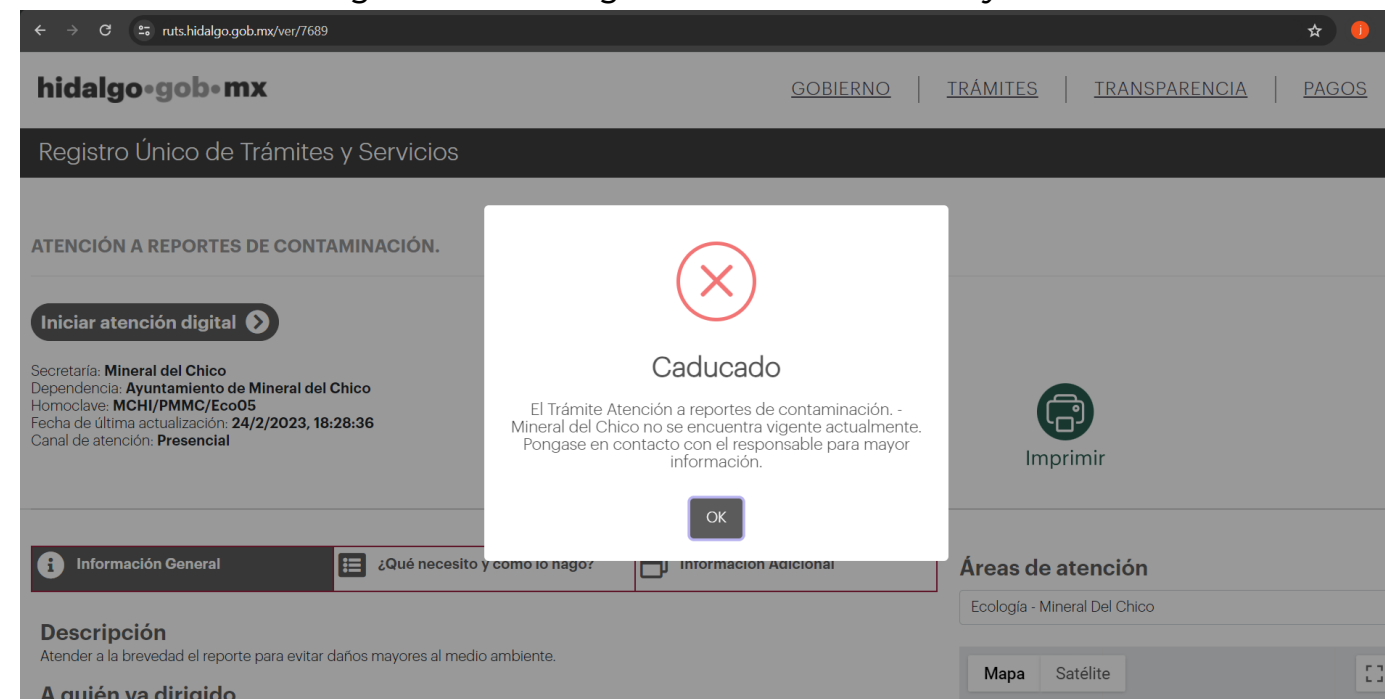 ruts.hidalgo.gob.mx/ver/7689
hidalgo•gob•mx
GOBIERNO | TRÁMITES | TRANSPARENCIA | PAGOS
Registro Único de Trámites y Servicios
ATENCIÓN A REPORTES DE CONTAMINACIÓN.
Iniciar atención digital
Secretaría: Mineral del Chico
Dependencia: Ayuntamiento de Mineral del Chico
Homoclave: MCHI/PMMC/Eco05
Fecha de última actualización: 24/2/2023, 18:28:36
Canal de atención: Presencial
Caducado
El Trámite Atención a reportes de contaminación. -
Mineral del Chico no se encuentra vigente actualmente.
Pongase en contacto con el responsable para mayor
información.
OK
Imprimir
Información General
¿Qué necesito y como lo hago?
Información Adicional
Descripción
Atender a la brevedad el reporte para evitar daños mayores al medio ambiente.
A quién va dirigido
Áreas de atención
Ecología - Mineral Del Chico
Mapa Satélite